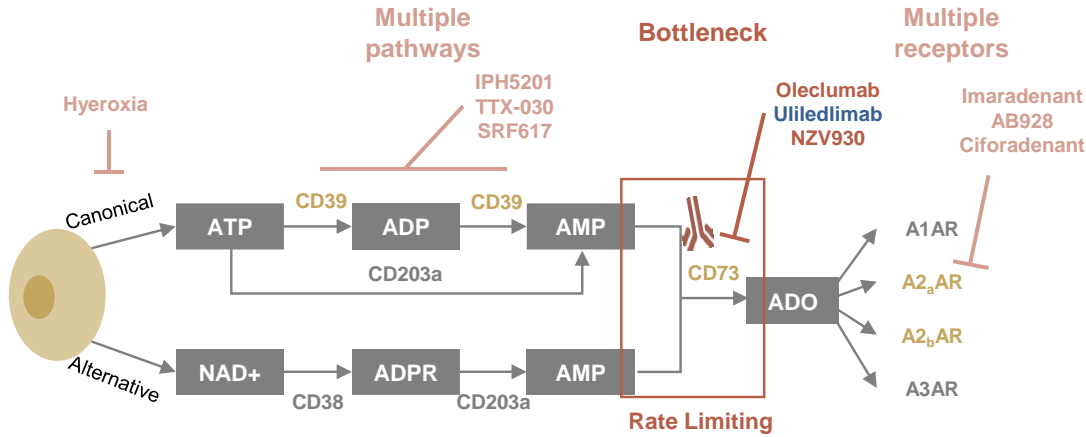 Multiple
pathways
Bottleneck
Multiple
receptors
Hyeroxia
IPH5201
TTX-030
SRF617
Oleclumab
Uliledlimab
NZV930
Imaradenant
AB928
Ciforadenant
Canonical
CD39
CD39
ATP
ADP
AMP
CD203a
CD73
ADO
A1AR
A2aAR
A2bAR
A3AR
Alternative
NAD+
ADPR
AMP
CD38
CD203a
Rate Limiting